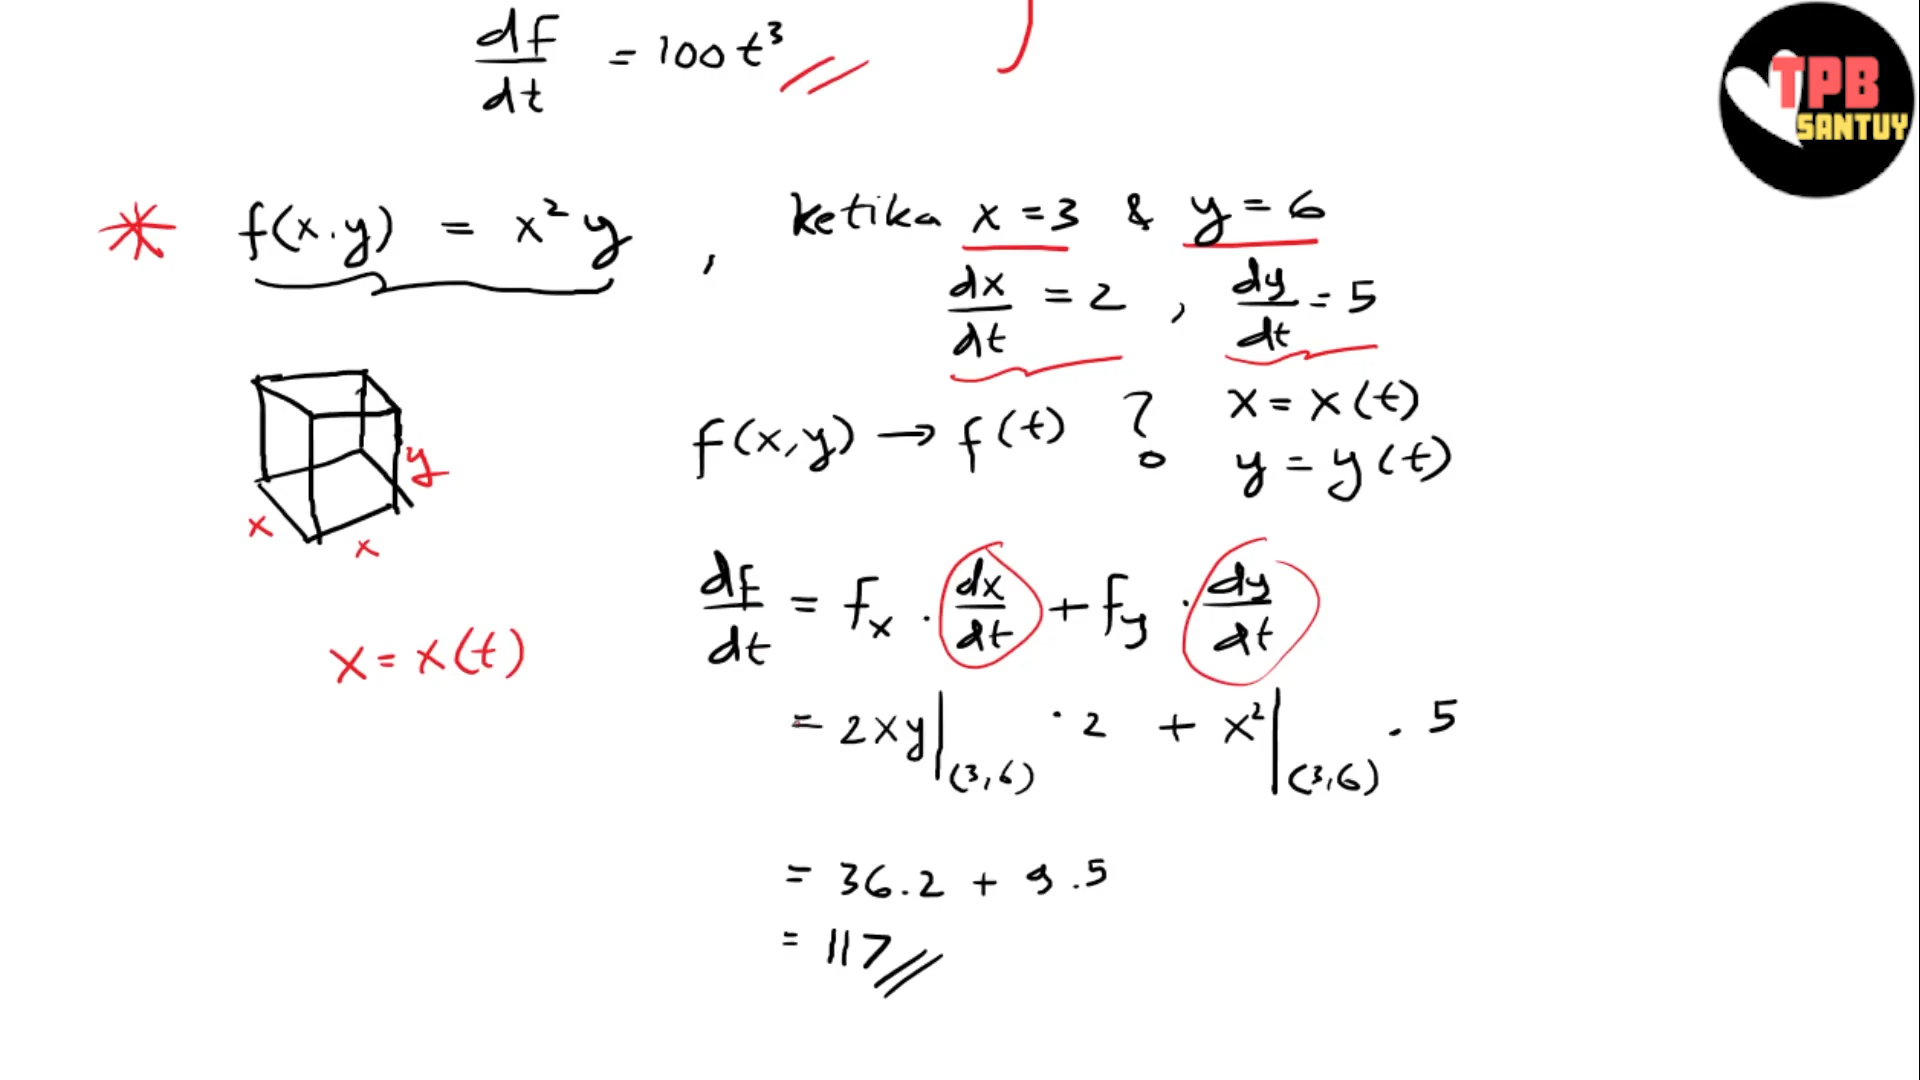 df/dt = 100t³
TPB
SANTUY
* f(x.y) = x²y , ketika x = 3 & y = 6
dx/dt = 2 , dy/dt = 5
f(x,y) → f(t) ? x = x(t)
y = y(t)
y
x
x
df/dt = fₓ . dx/dt + f_y . dy/dt
x = x(t)
= 2xy|(3,6) · 2 + x²|(3,6) . 5
= 36.2 + 9.5
= 117